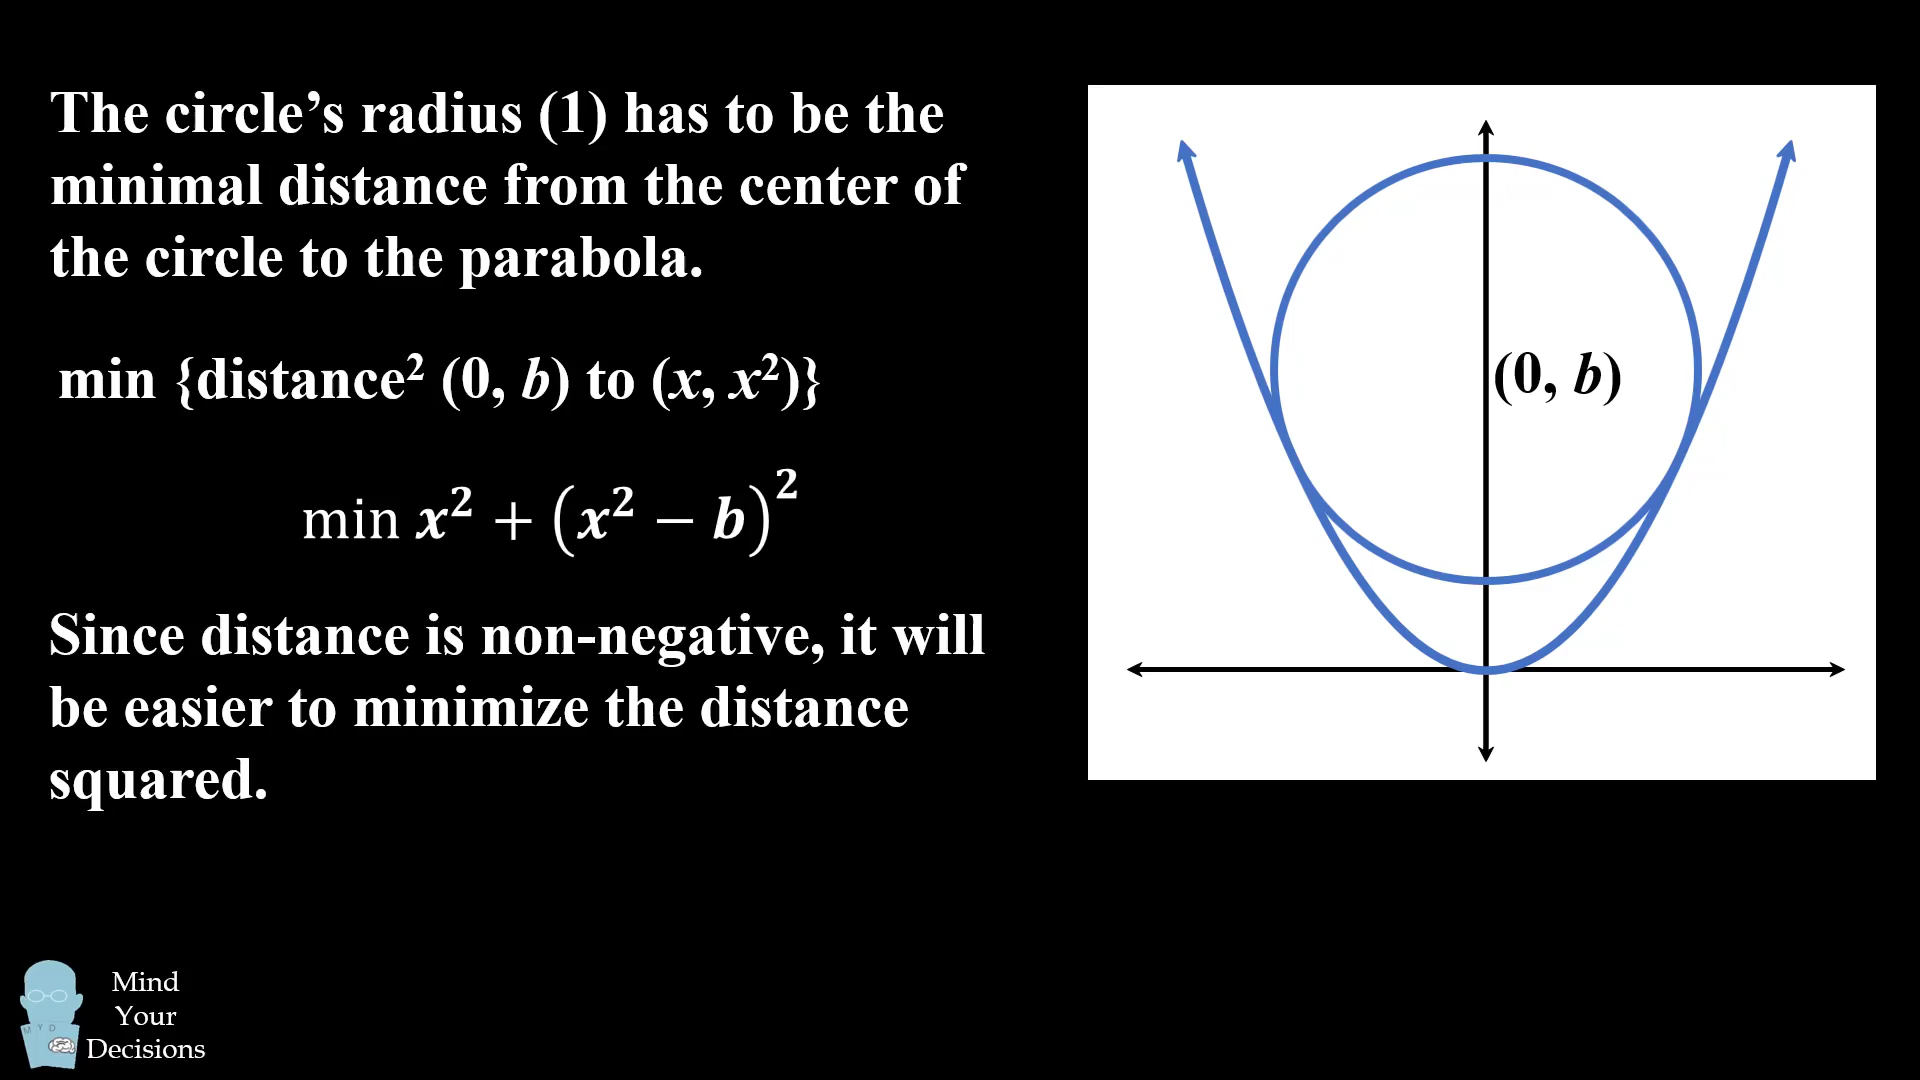 The circle’s radius (1) has to be the
minimal distance from the center of
the circle to the parabola.
min {distance² (0, b) to (x, x²)}
min x² + (x² − b)²
Since distance is non-negative, it will
be easier to minimize the distance
squared.
(0, b)
M Y D
Mind
Your
Decisions